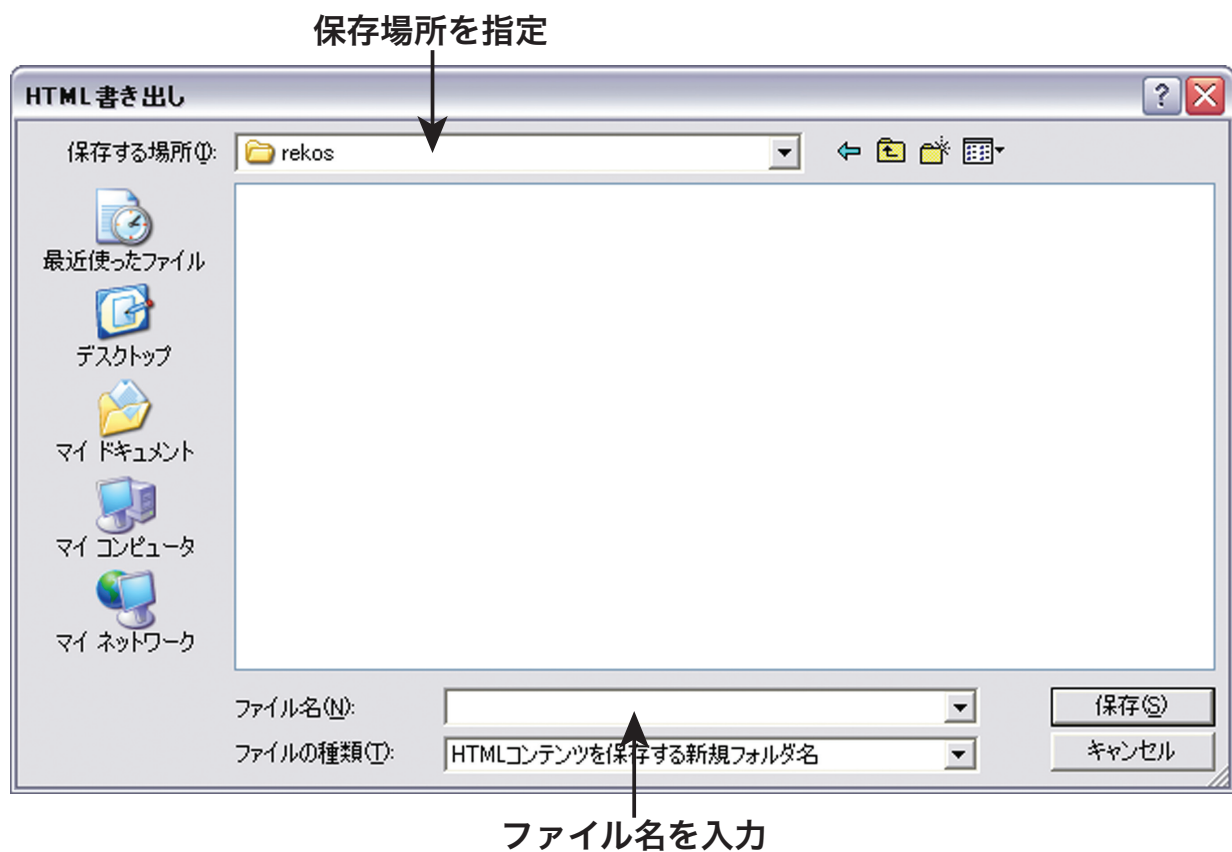 保存場所を指定
HTML書き出し
保存する場所(I):
rekos
最近使ったファイル
デスクトップ
マイ ドキュメント
マイ コンピュータ
マイ ネットワーク
ファイル名(N):
保存(S)
ファイルの種類(T):
HTMLコンテンツを保存する新規フォルダ名
キャンセル
ファイル名を入力